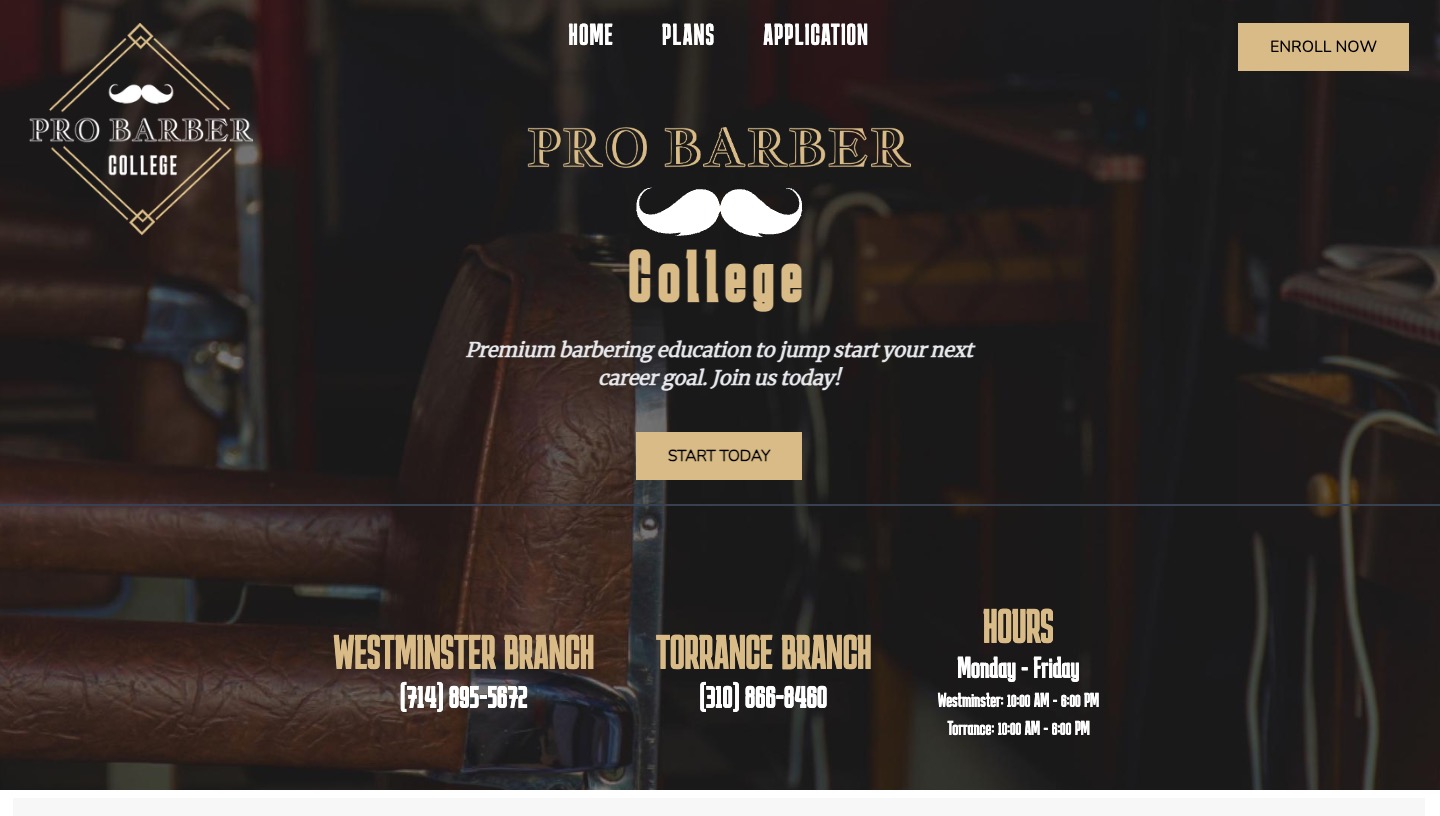 HOME PLANS APPLICATION
ENROLL NOW
PRO BARBER
COLLEGE
PRO BARBER
College
Premium barbering education to jump start your next
career goal. Join us today!
START TODAY
WESTMINSTER BRANCH
(714) 895-5672
TORRANCE BRANCH
(310) 866-8460
HOURS
Monday - Friday
Westminster: 10:00 AM - 6:00 PM
Torrance: 10:00 AM - 6:00 PM